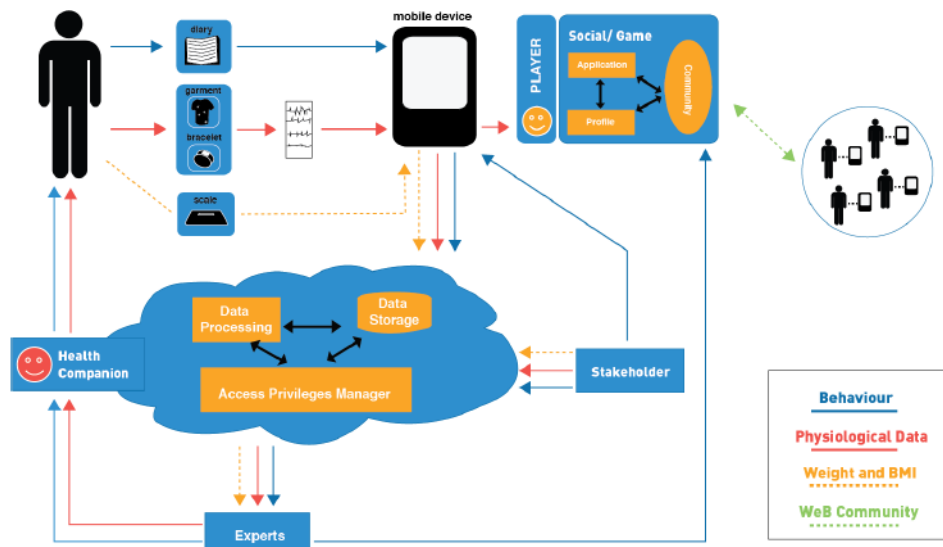 mobile device
diary
garment
bracelet
scale
PLAYER
Social/ Game
Application
Profile
Community
Data
Processing
Data
Storage
Access Privileges Manager
Health
Companion
Stakeholder
Experts
Behaviour
Physiological Data
Weight and BMI
WeB Community